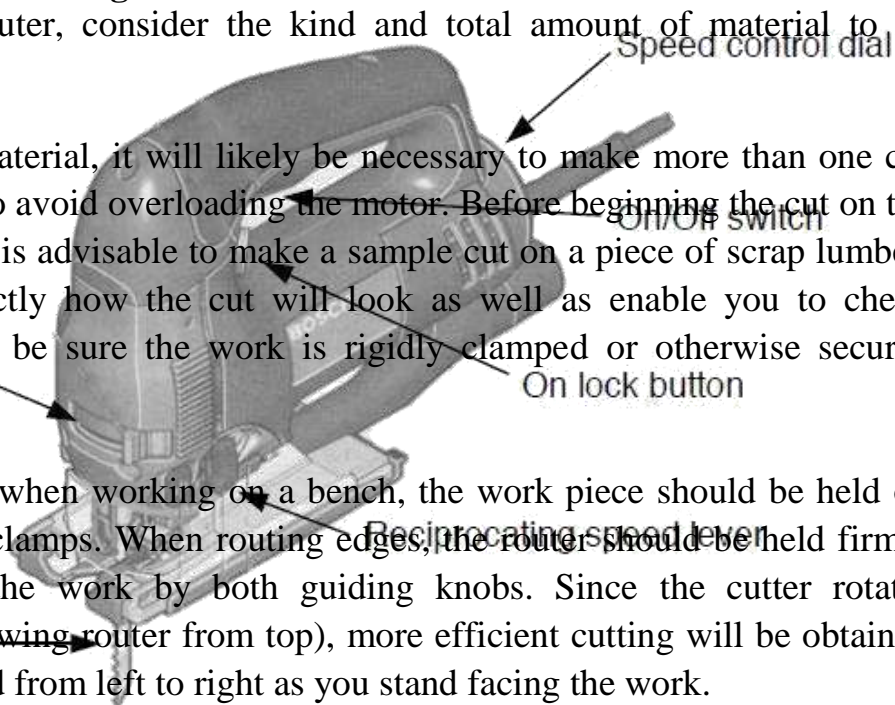 uter, consider the kind and total amount of material to
Speed control dial
aterial, it will likely be necessary to make more than one c
o avoid overloading the motor. Before beginning the cut on t
On/Off switch
is advisable to make a sample cut on a piece of scrap lumbe
ctly how the cut will look as well as enable you to che
be sure the work is rigidly clamped or otherwise secur
On lock button
when working on a bench, the work piece should be held
clamps. When routing edges, the router should be held firm
Reciprocating speed lever
he work by both guiding knobs. Since the cutter rotat
wing router from top), more efficient cutting will be obtain
d from left to right as you stand facing the work.